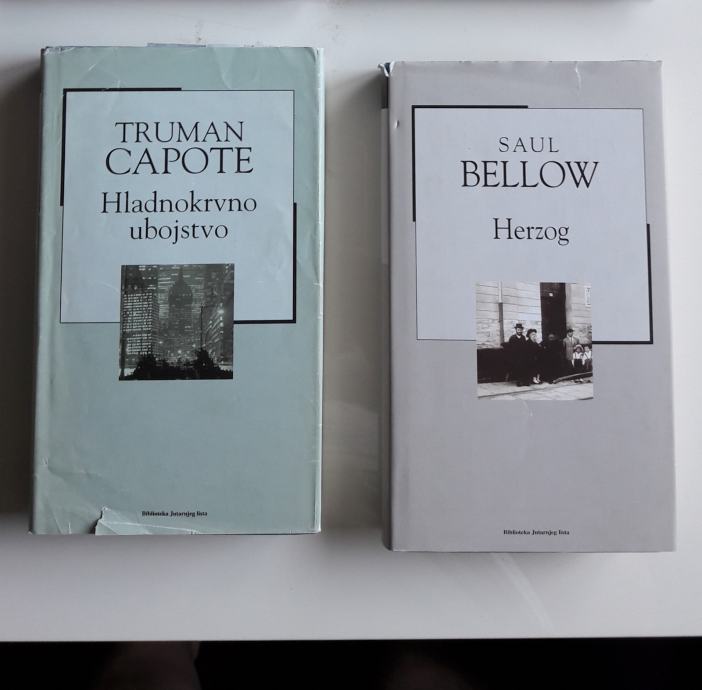 TRUMAN
CAPOTE
Hladnokrvno
ubojstvo
Biblioteka Jutarnjeg lista
SAUL
BELLOW
Herzog
Biblioteka Jutarnjeg lista